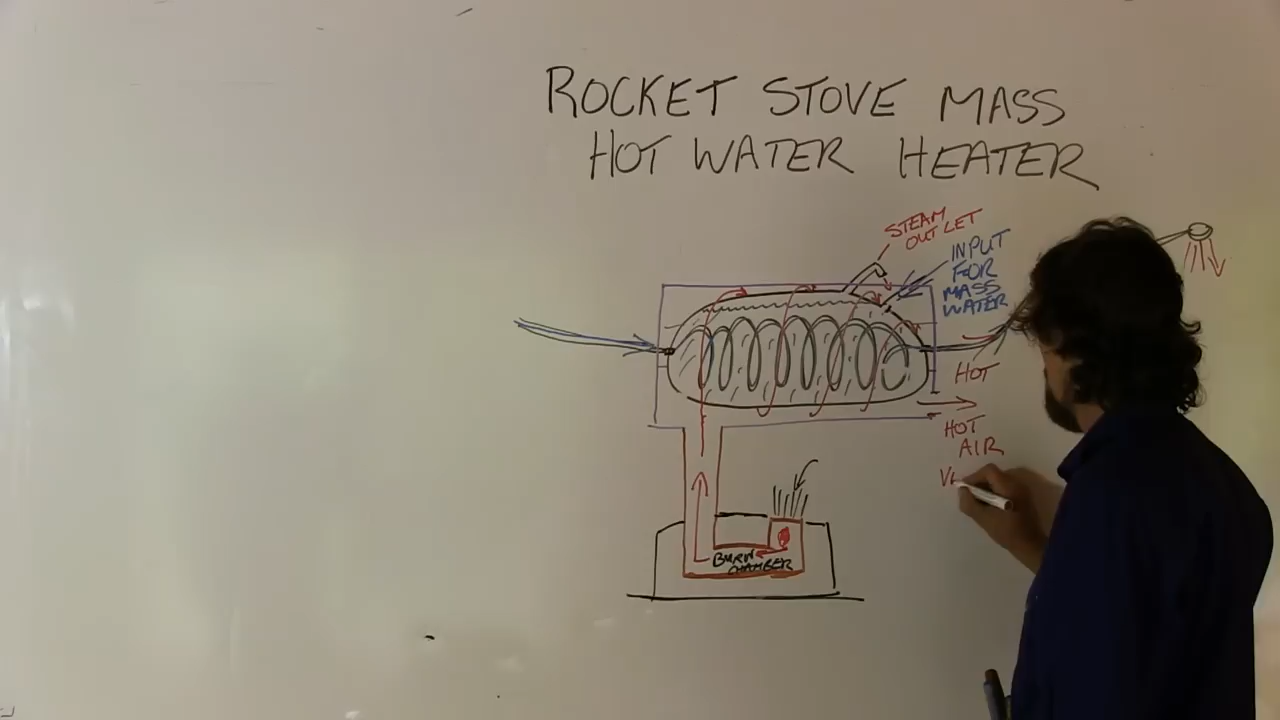 ROCKET STOVE MASS
HOT WATER HEATER
STEAM
OUTLET
INPUT
FOR
MASS
WATER
HOT
HOT
AIR
BURN
CHAMBER